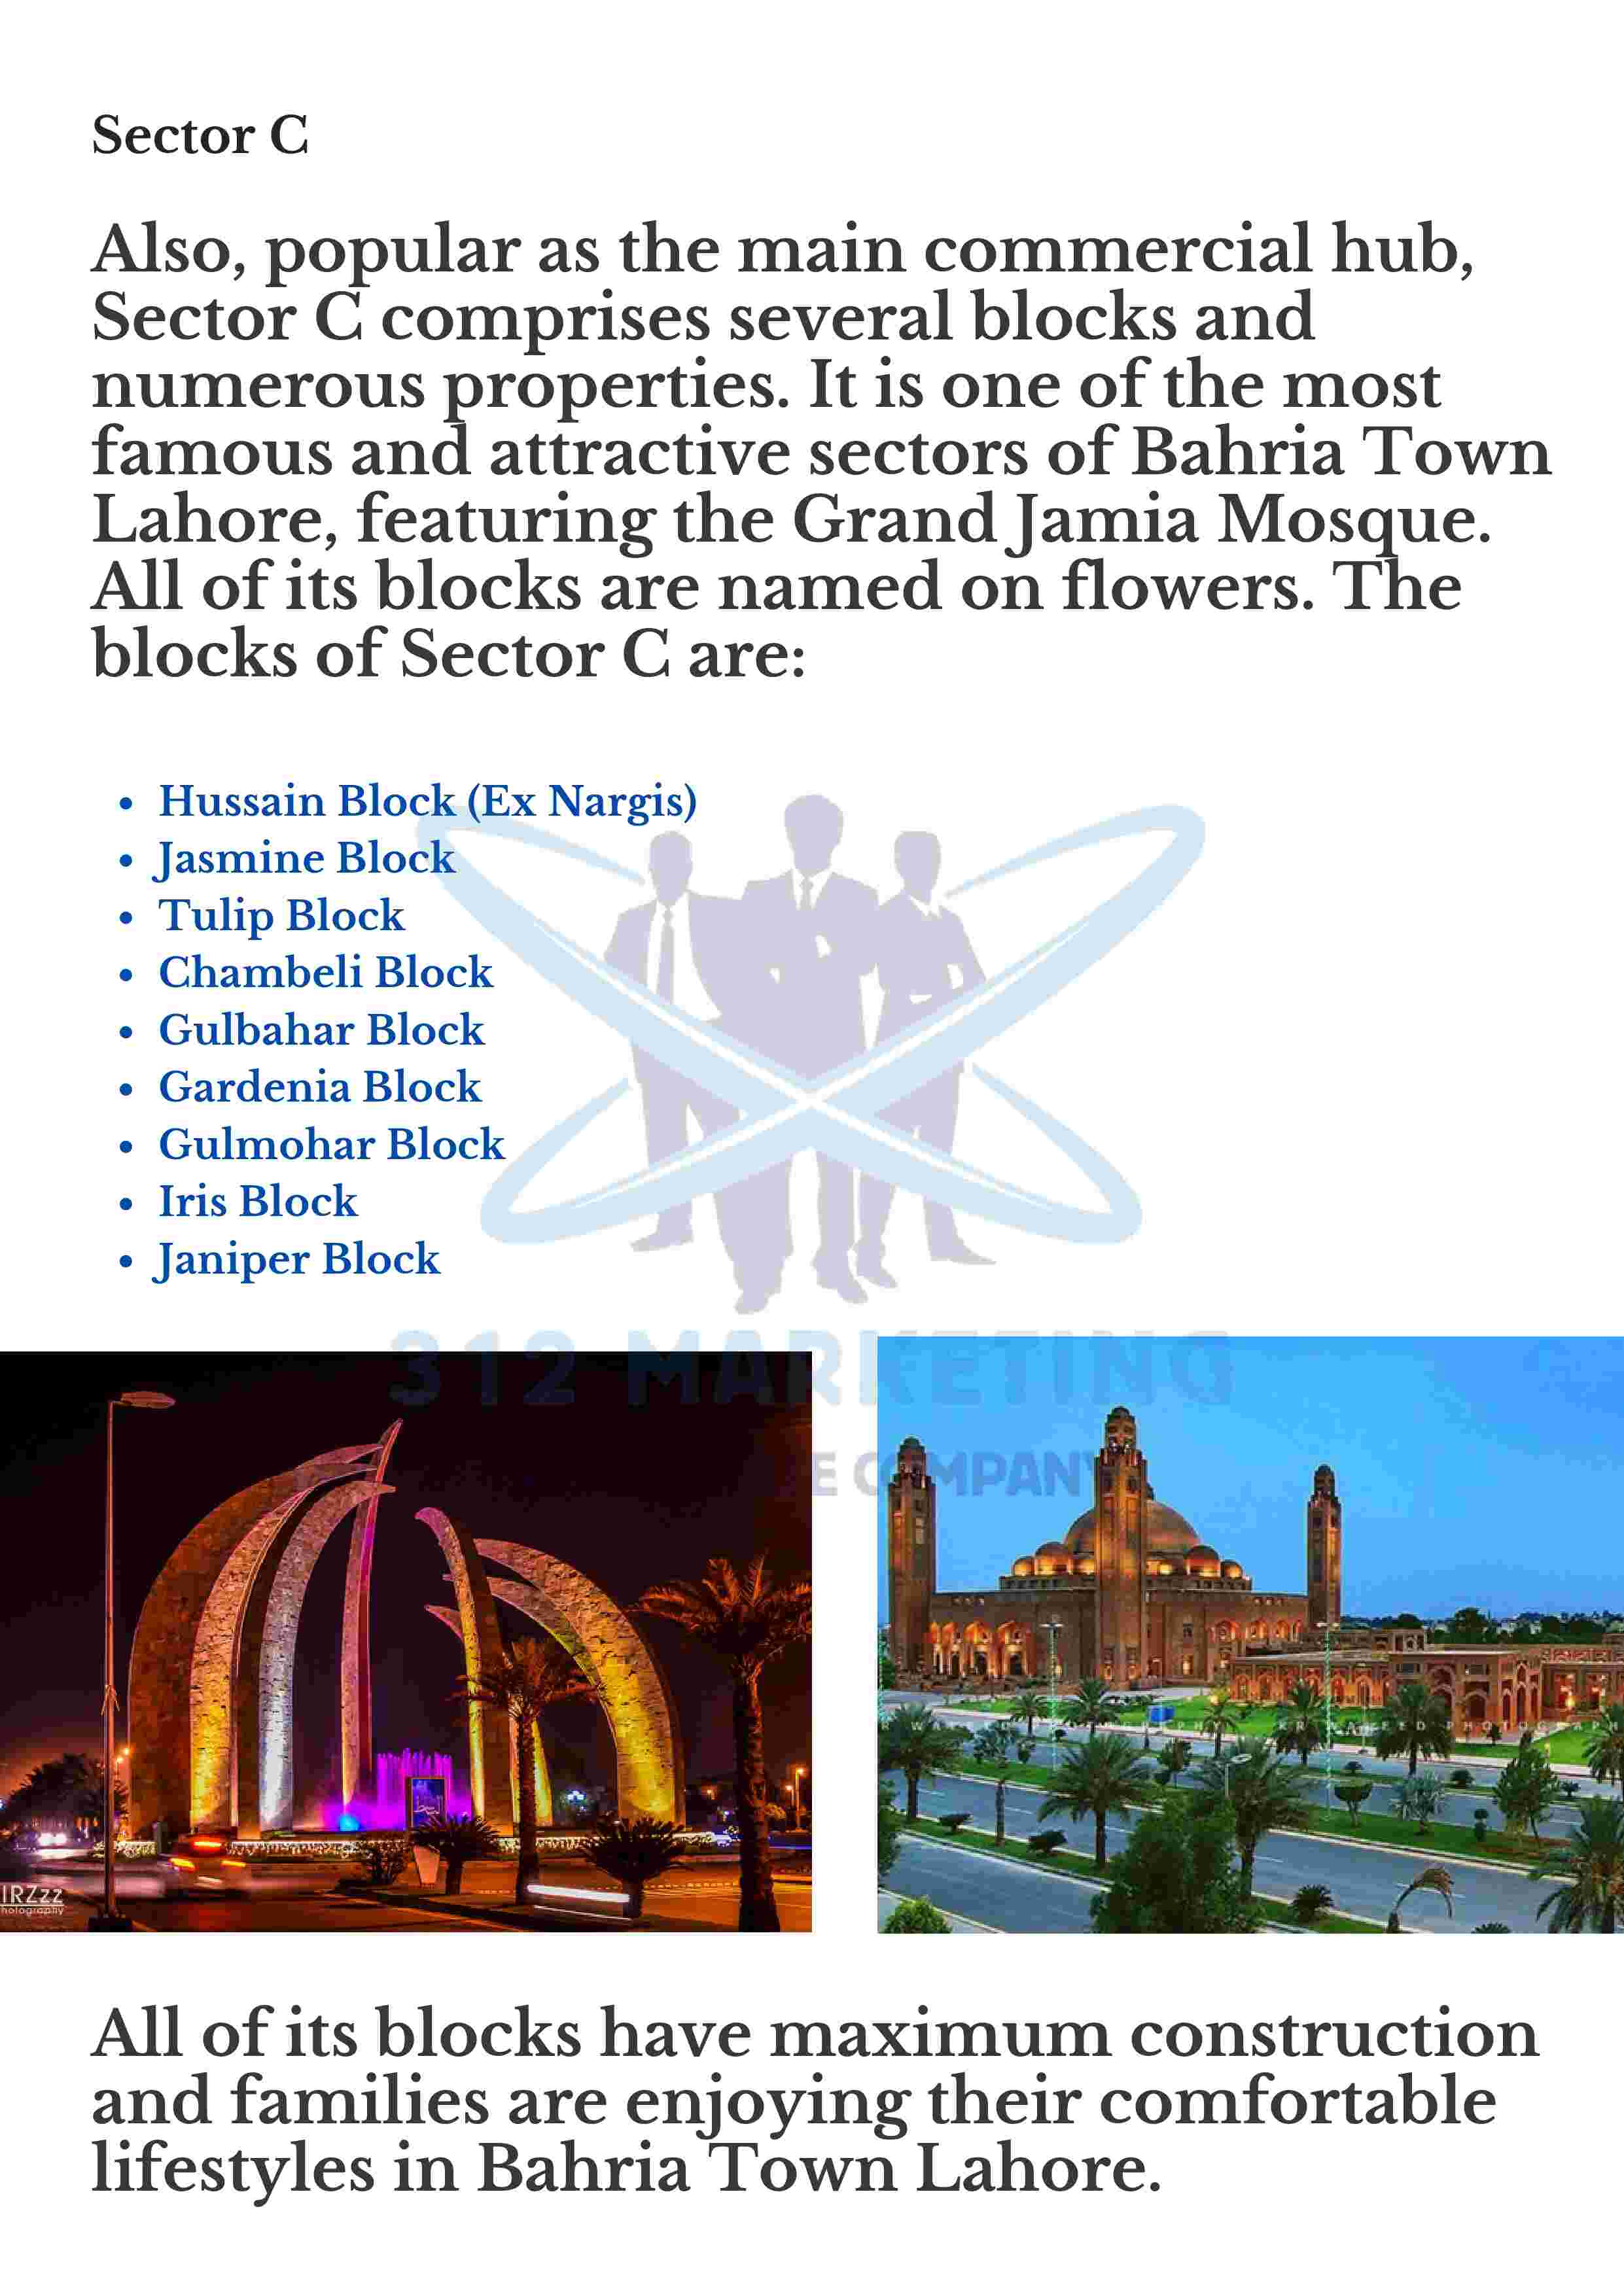 Sector C
Also, popular as the main commercial hub,
Sector C comprises several blocks and
numerous properties. It is one of the most
famous and attractive sectors of Bahria Town
Lahore, featuring the Grand Jamia Mosque.
All of its blocks are named on flowers. The
blocks of Sector C are:
• Hussain Block (Ex Nargis)
• Jasmine Block
• Tulip Block
• Chambeli Block
• Gulbahar Block
• Gardenia Block
• Gulmohar Block
• Iris Block
• Janiper Block
312 MARKETING
E COMPANY
IRZzz
hotography
All of its blocks have maximum construction
and families are enjoying their comfortable
lifestyles in Bahria Town Lahore.